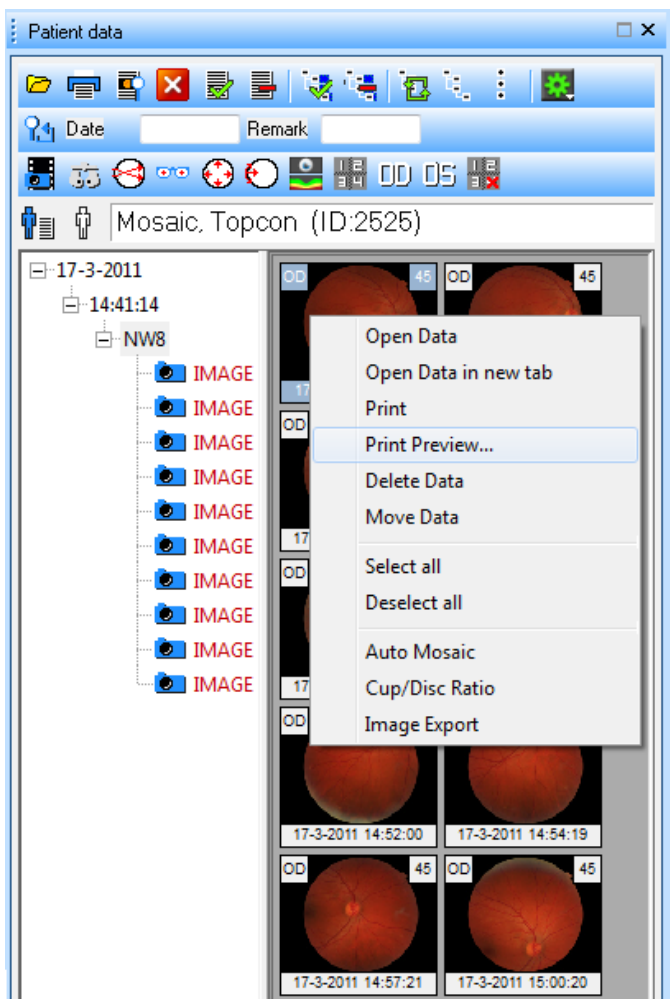 Patient data
Date
Remark
OD OS
Mosaic, Topcon (ID:2525)
17-3-2011
14:41:14
NW8
IMAGE
IMAGE
IMAGE
IMAGE
IMAGE
IMAGE
IMAGE
IMAGE
IMAGE
IMAGE
OD 45 OD 45
17
OD
17
OD
17
OD
Open Data
Open Data in new tab
Print
Print Preview...
Delete Data
Move Data
Select all
Deselect all
Auto Mosaic
Cup/Disc Ratio
Image Export
17-3-2011 14:52:00 17-3-2011 14:54:19
OD 45 OD 45
17-3-2011 14:57:21 17-3-2011 15:00:20